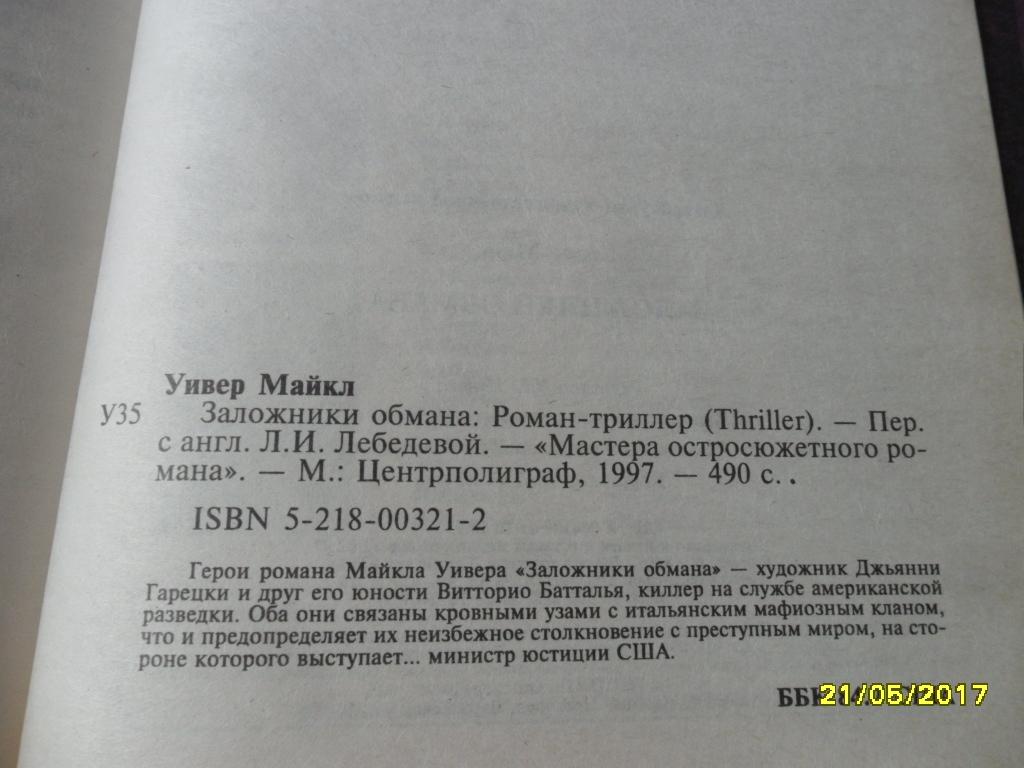 Уивер Майкл
У35 Заложники обмана: Роман-триллер (Thriller). — Пер.
с англ. Л.И. Лебедевой. — «Мастера остросюжетного ро-
мана». — М.: Центрполиграф, 1997. — 490 с..
ISBN 5-218-00321-2
Герои романа Майкла Уивера «Заложники обмана» — художник Джьянни
Гарецки и друг его юности Витторио Батталья, киллер на службе американской
разведки. Оба они связаны кровными узами с итальянским мафиозным кланом,
что и предопределяет их неизбежное столкновение с преступным миром, на сто-
роне которого выступает... министр юстиции США.
21/05/2017